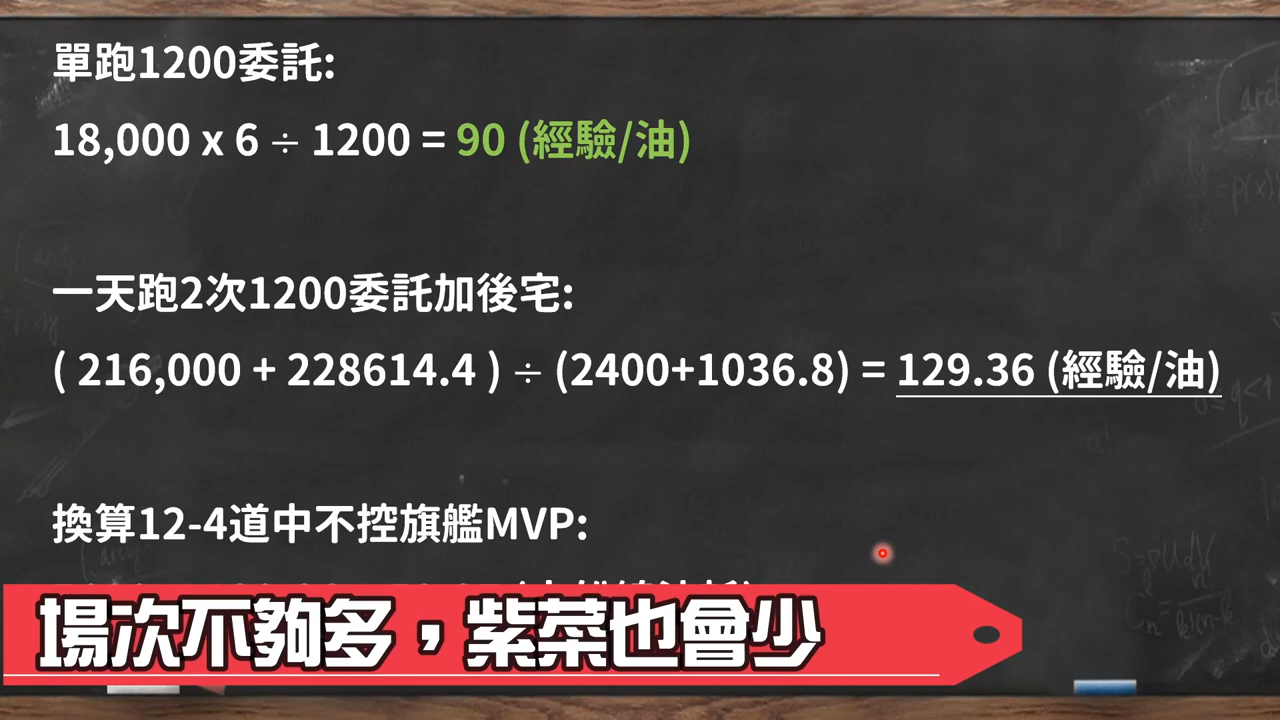 單跑1200委託:
18,000 x 6 ÷ 1200 = 90 (經驗/油)
一天跑2次1200委託加後宅:
( 216,000 + 228614.4 ) ÷ (2400+1036.8) = 129.36 (經驗/油)
換算12-4道中不控旗艦MVP:
場次不夠多，紫菜也會少